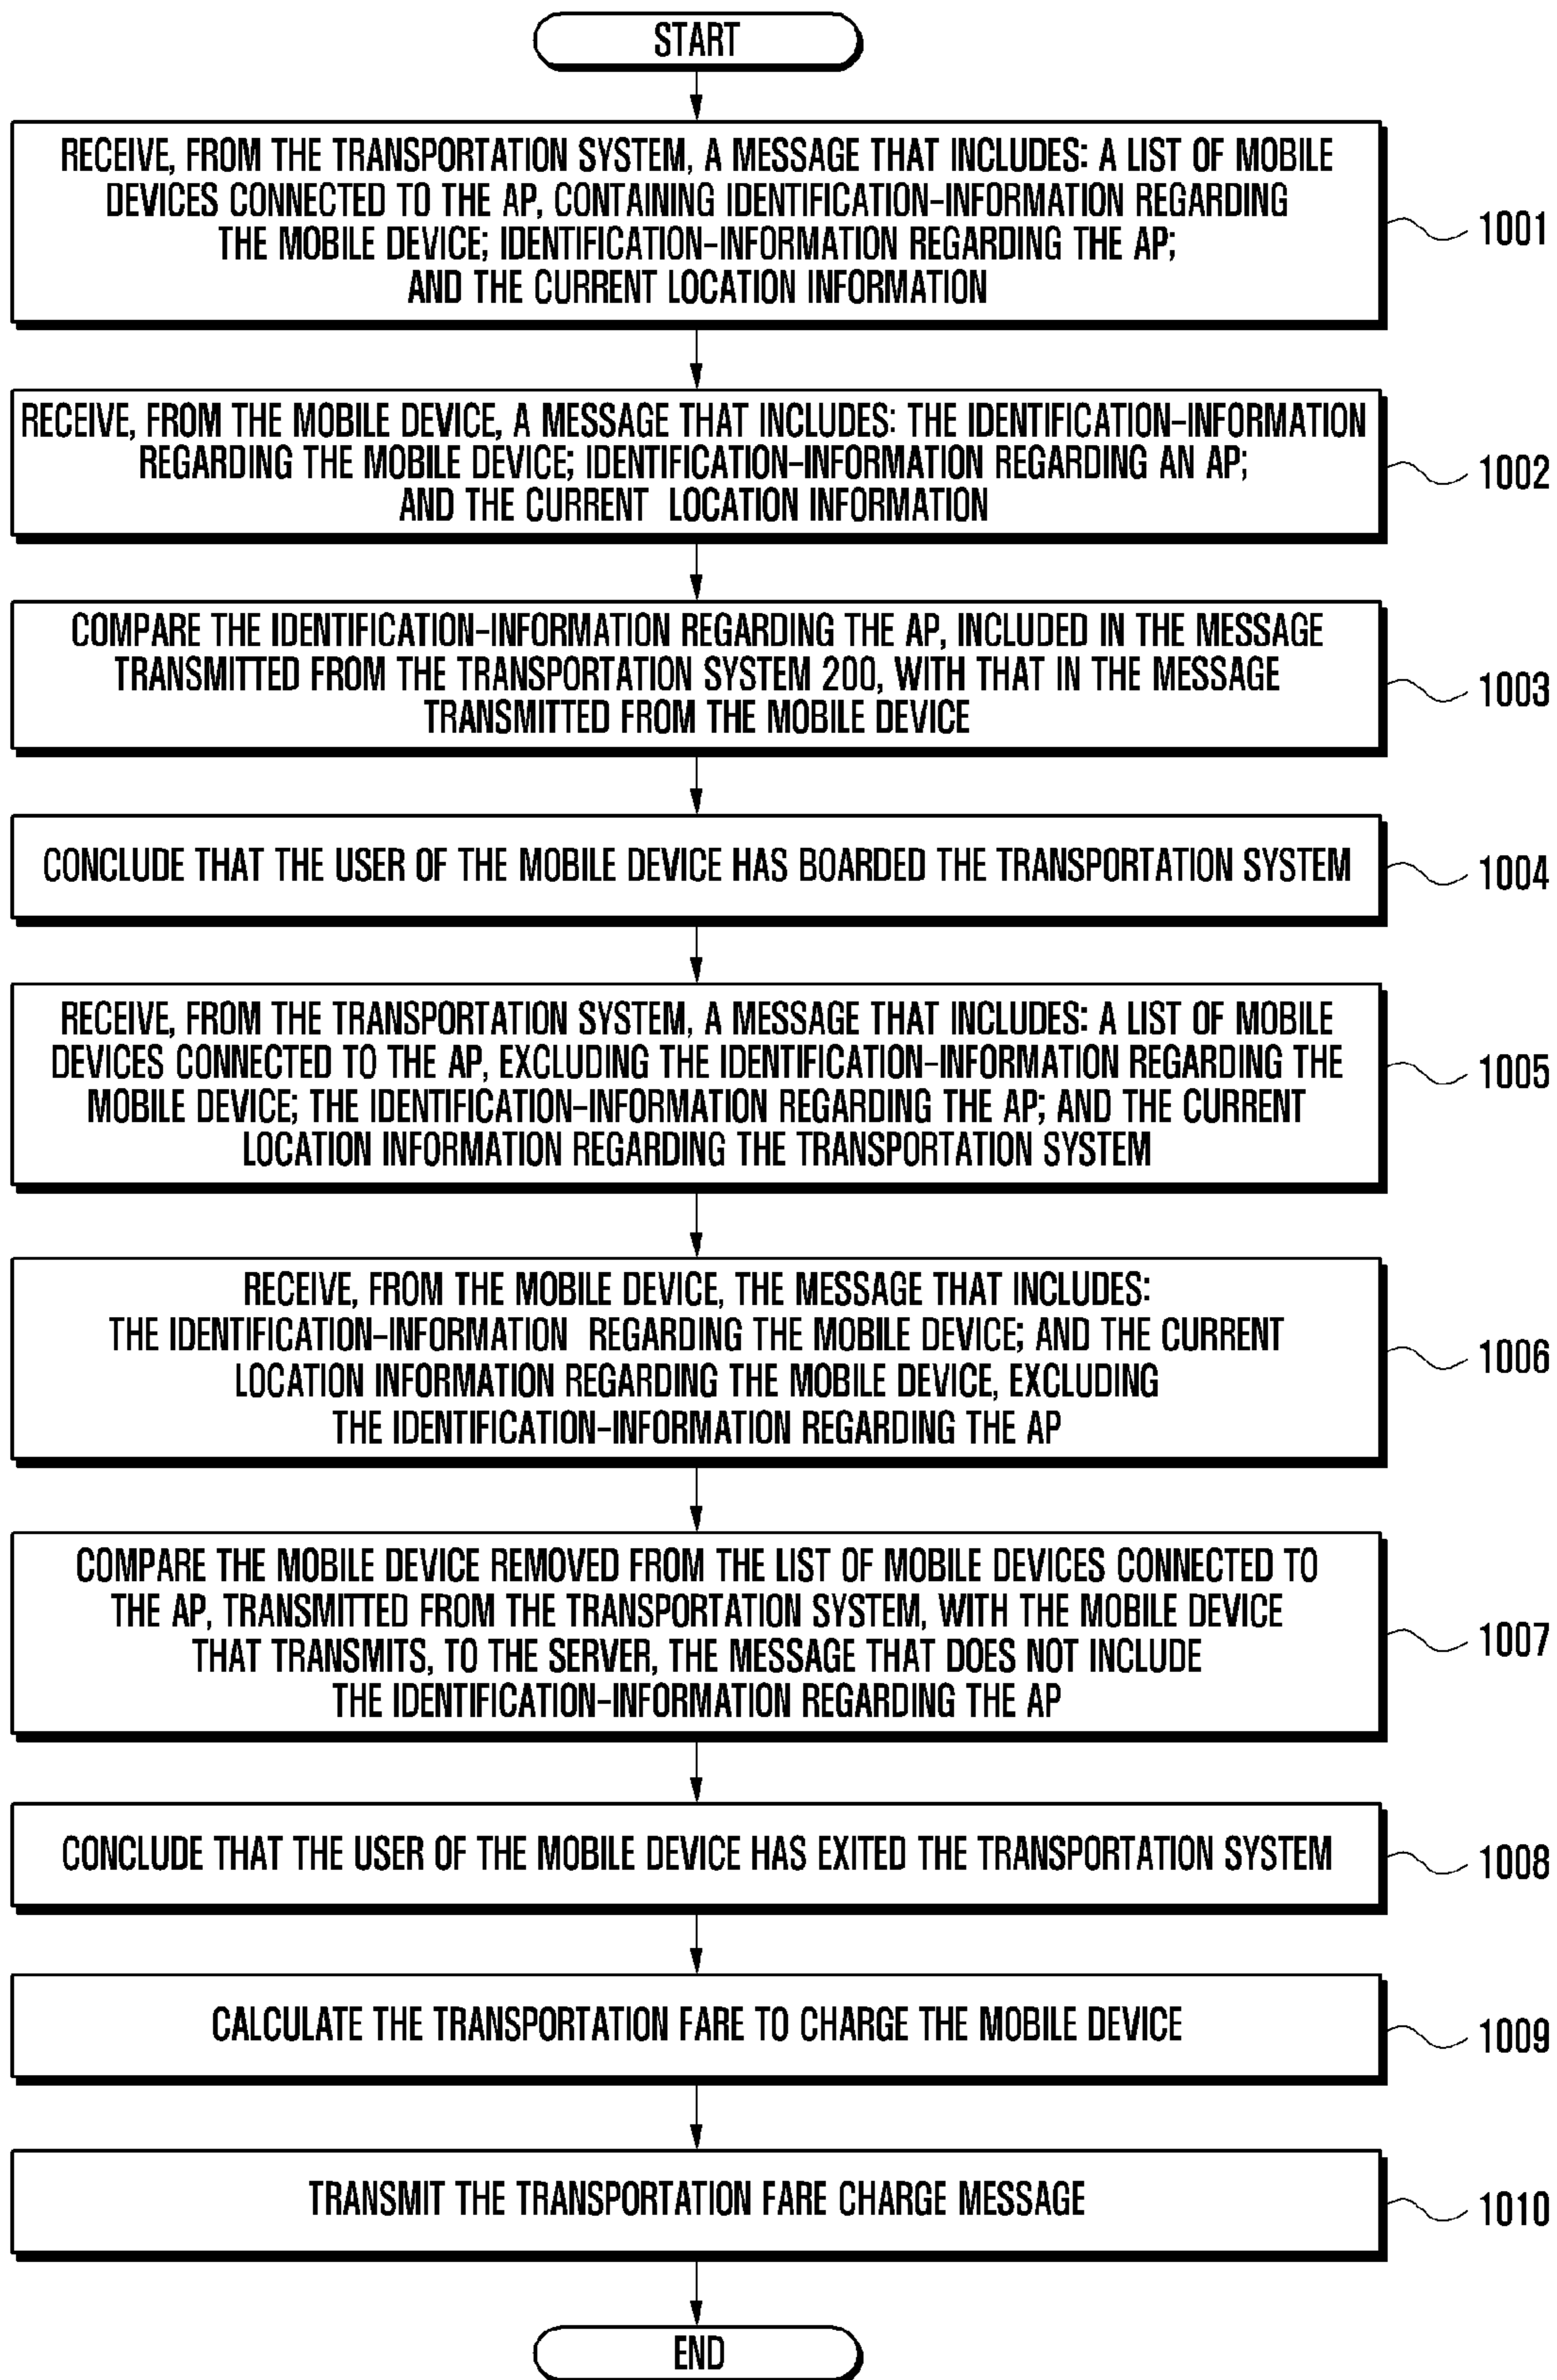 START
RECEIVE, FROM THE TRANSPORTATION SYSTEM, A MESSAGE THAT INCLUDES: A LIST OF MOBILE
DEVICES CONNECTED TO THE AP, CONTAINING IDENTIFICATION-INFORMATION REGARDING
THE MOBILE DEVICE; IDENTIFICATION-INFORMATION REGARDING THE AP;
AND THE CURRENT LOCATION INFORMATION
1001
RECEIVE, FROM THE MOBILE DEVICE, A MESSAGE THAT INCLUDES: THE IDENTIFICATION-INFORMATION
REGARDING THE MOBILE DEVICE; IDENTIFICATION-INFORMATION REGARDING AN AP;
AND THE CURRENT LOCATION INFORMATION
1002
COMPARE THE IDENTIFICATION-INFORMATION REGARDING THE AP, INCLUDED IN THE MESSAGE
TRANSMITTED FROM THE TRANSPORTATION SYSTEM 200, WITH THAT IN THE MESSAGE
TRANSMITTED FROM THE MOBILE DEVICE
1003
CONCLUDE THAT THE USER OF THE MOBILE DEVICE HAS BOARDED THE TRANSPORTATION SYSTEM
1004
RECEIVE, FROM THE TRANSPORTATION SYSTEM, A MESSAGE THAT INCLUDES: A LIST OF MOBILE
DEVICES CONNECTED TO THE AP, EXCLUDING THE IDENTIFICATION-INFORMATION REGARDING THE
MOBILE DEVICE; THE IDENTIFICATION-INFORMATION REGARDING THE AP; AND THE CURRENT
LOCATION INFORMATION REGARDING THE TRANSPORTATION SYSTEM
1005
RECEIVE, FROM THE MOBILE DEVICE, THE MESSAGE THAT INCLUDES:
THE IDENTIFICATION-INFORMATION REGARDING THE MOBILE DEVICE; AND THE CURRENT
LOCATION INFORMATION REGARDING THE MOBILE DEVICE, EXCLUDING
THE IDENTIFICATION-INFORMATION REGARDING THE AP
1006
COMPARE THE MOBILE DEVICE REMOVED FROM THE LIST OF MOBILE DEVICES CONNECTED TO
THE AP, TRANSMITTED FROM THE TRANSPORTATION SYSTEM, WITH THE MOBILE DEVICE
THAT TRANSMITS, TO THE SERVER, THE MESSAGE THAT DOES NOT INCLUDE
THE IDENTIFICATION-INFORMATION REGARDING THE AP
1007
CONCLUDE THAT THE USER OF THE MOBILE DEVICE HAS EXITED THE TRANSPORTATION SYSTEM
1008
CALCULATE THE TRANSPORTATION FARE TO CHARGE THE MOBILE DEVICE
1009
TRANSMIT THE TRANSPORTATION FARE CHARGE MESSAGE
1010
END